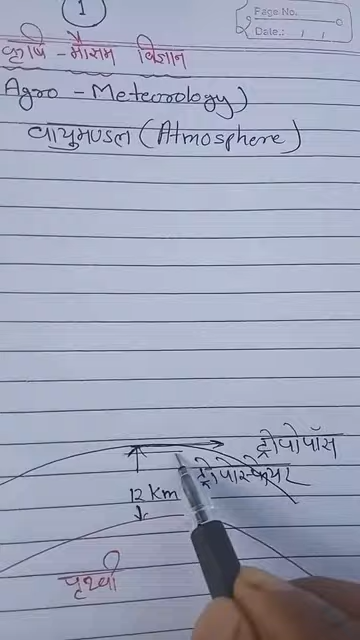 1
Page No.
Date.: / /
कृषि - मौसम विज्ञान
Agro - Meteorology)
वायुमण्डल (Atmosphere)
ट्रोपोपॉस
ट्रोपोस्फेयर
12 Km
पृथ्वी